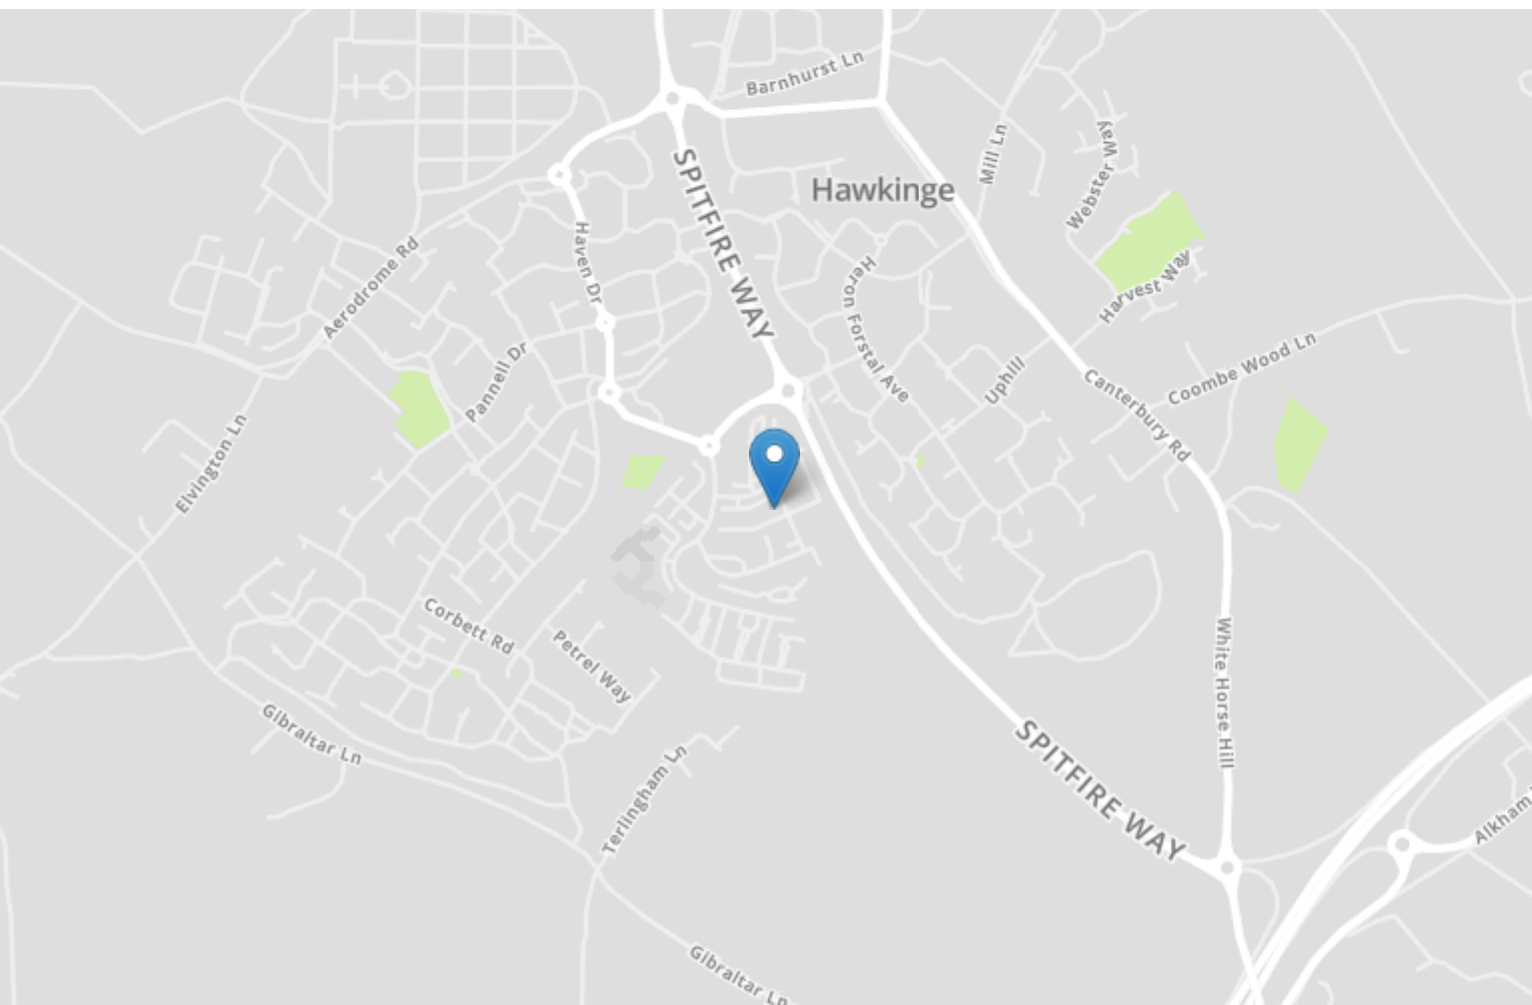 Barnhurst Ln
Mill Ln
Webster Way
SPITFIRE WAY
Hawkinge
Haven Dr
Aerodrome Rd
Heron Forstal Ave
Harvest Way
Pannell Dr
Uphill
Coombe Wood Ln
Canterbury Rd
Elvington Ln
Corbett Rd
Petrel Way
White Horse Hill
Gibraltar Ln
Terlingham Ln
SPITFIRE WAY
Alkham
Gibraltar Ln